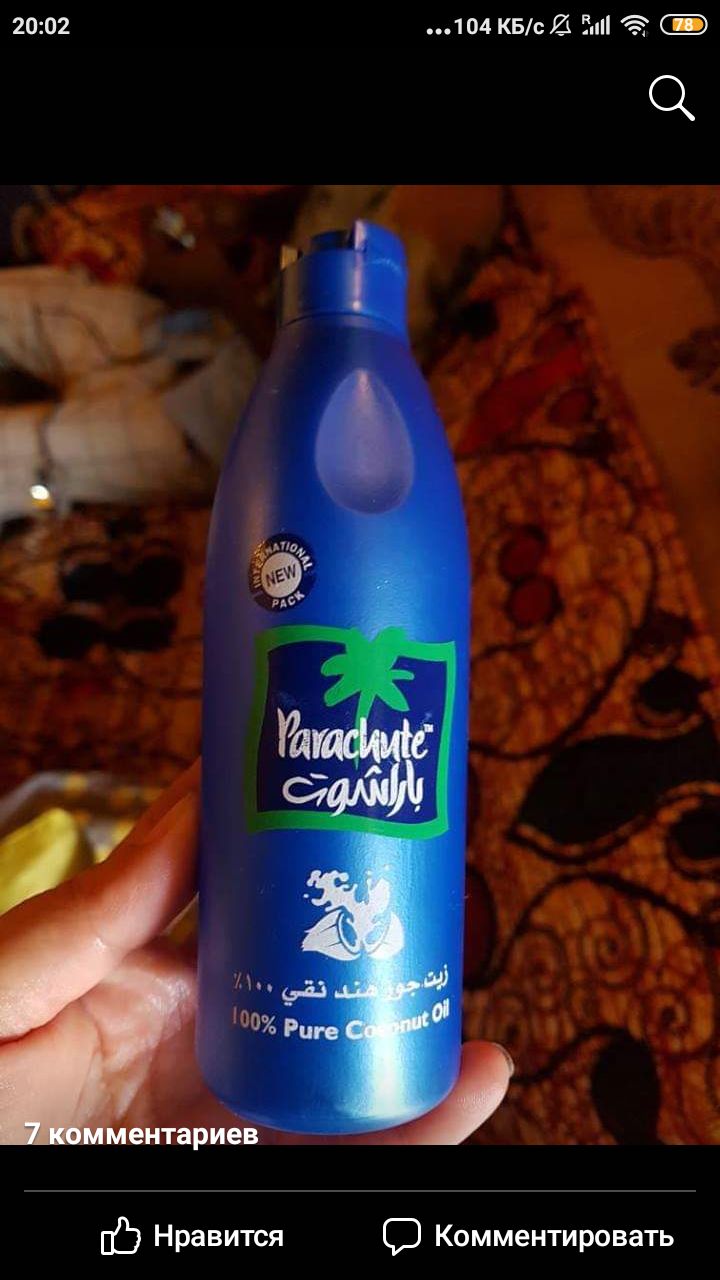 20:02
...104 КБ/с R 78
INTERNATIONAL
NEW
PACK
Parachute™
باراشوت
زيت جوز هند نقي ١٠٠٪
100% Pure Coconut Oil
7 комментариев
Нравится Комментировать